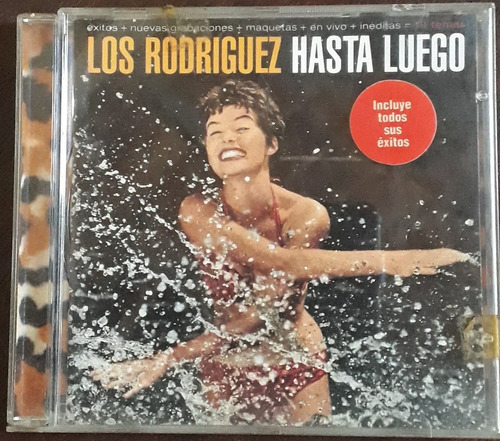 éxitos + nuevas grabaciones + maquetas + en vivo + inéditas =
LOS RODRIGUEZ HASTA LUEGO
Incluye
todos
sus
éxitos